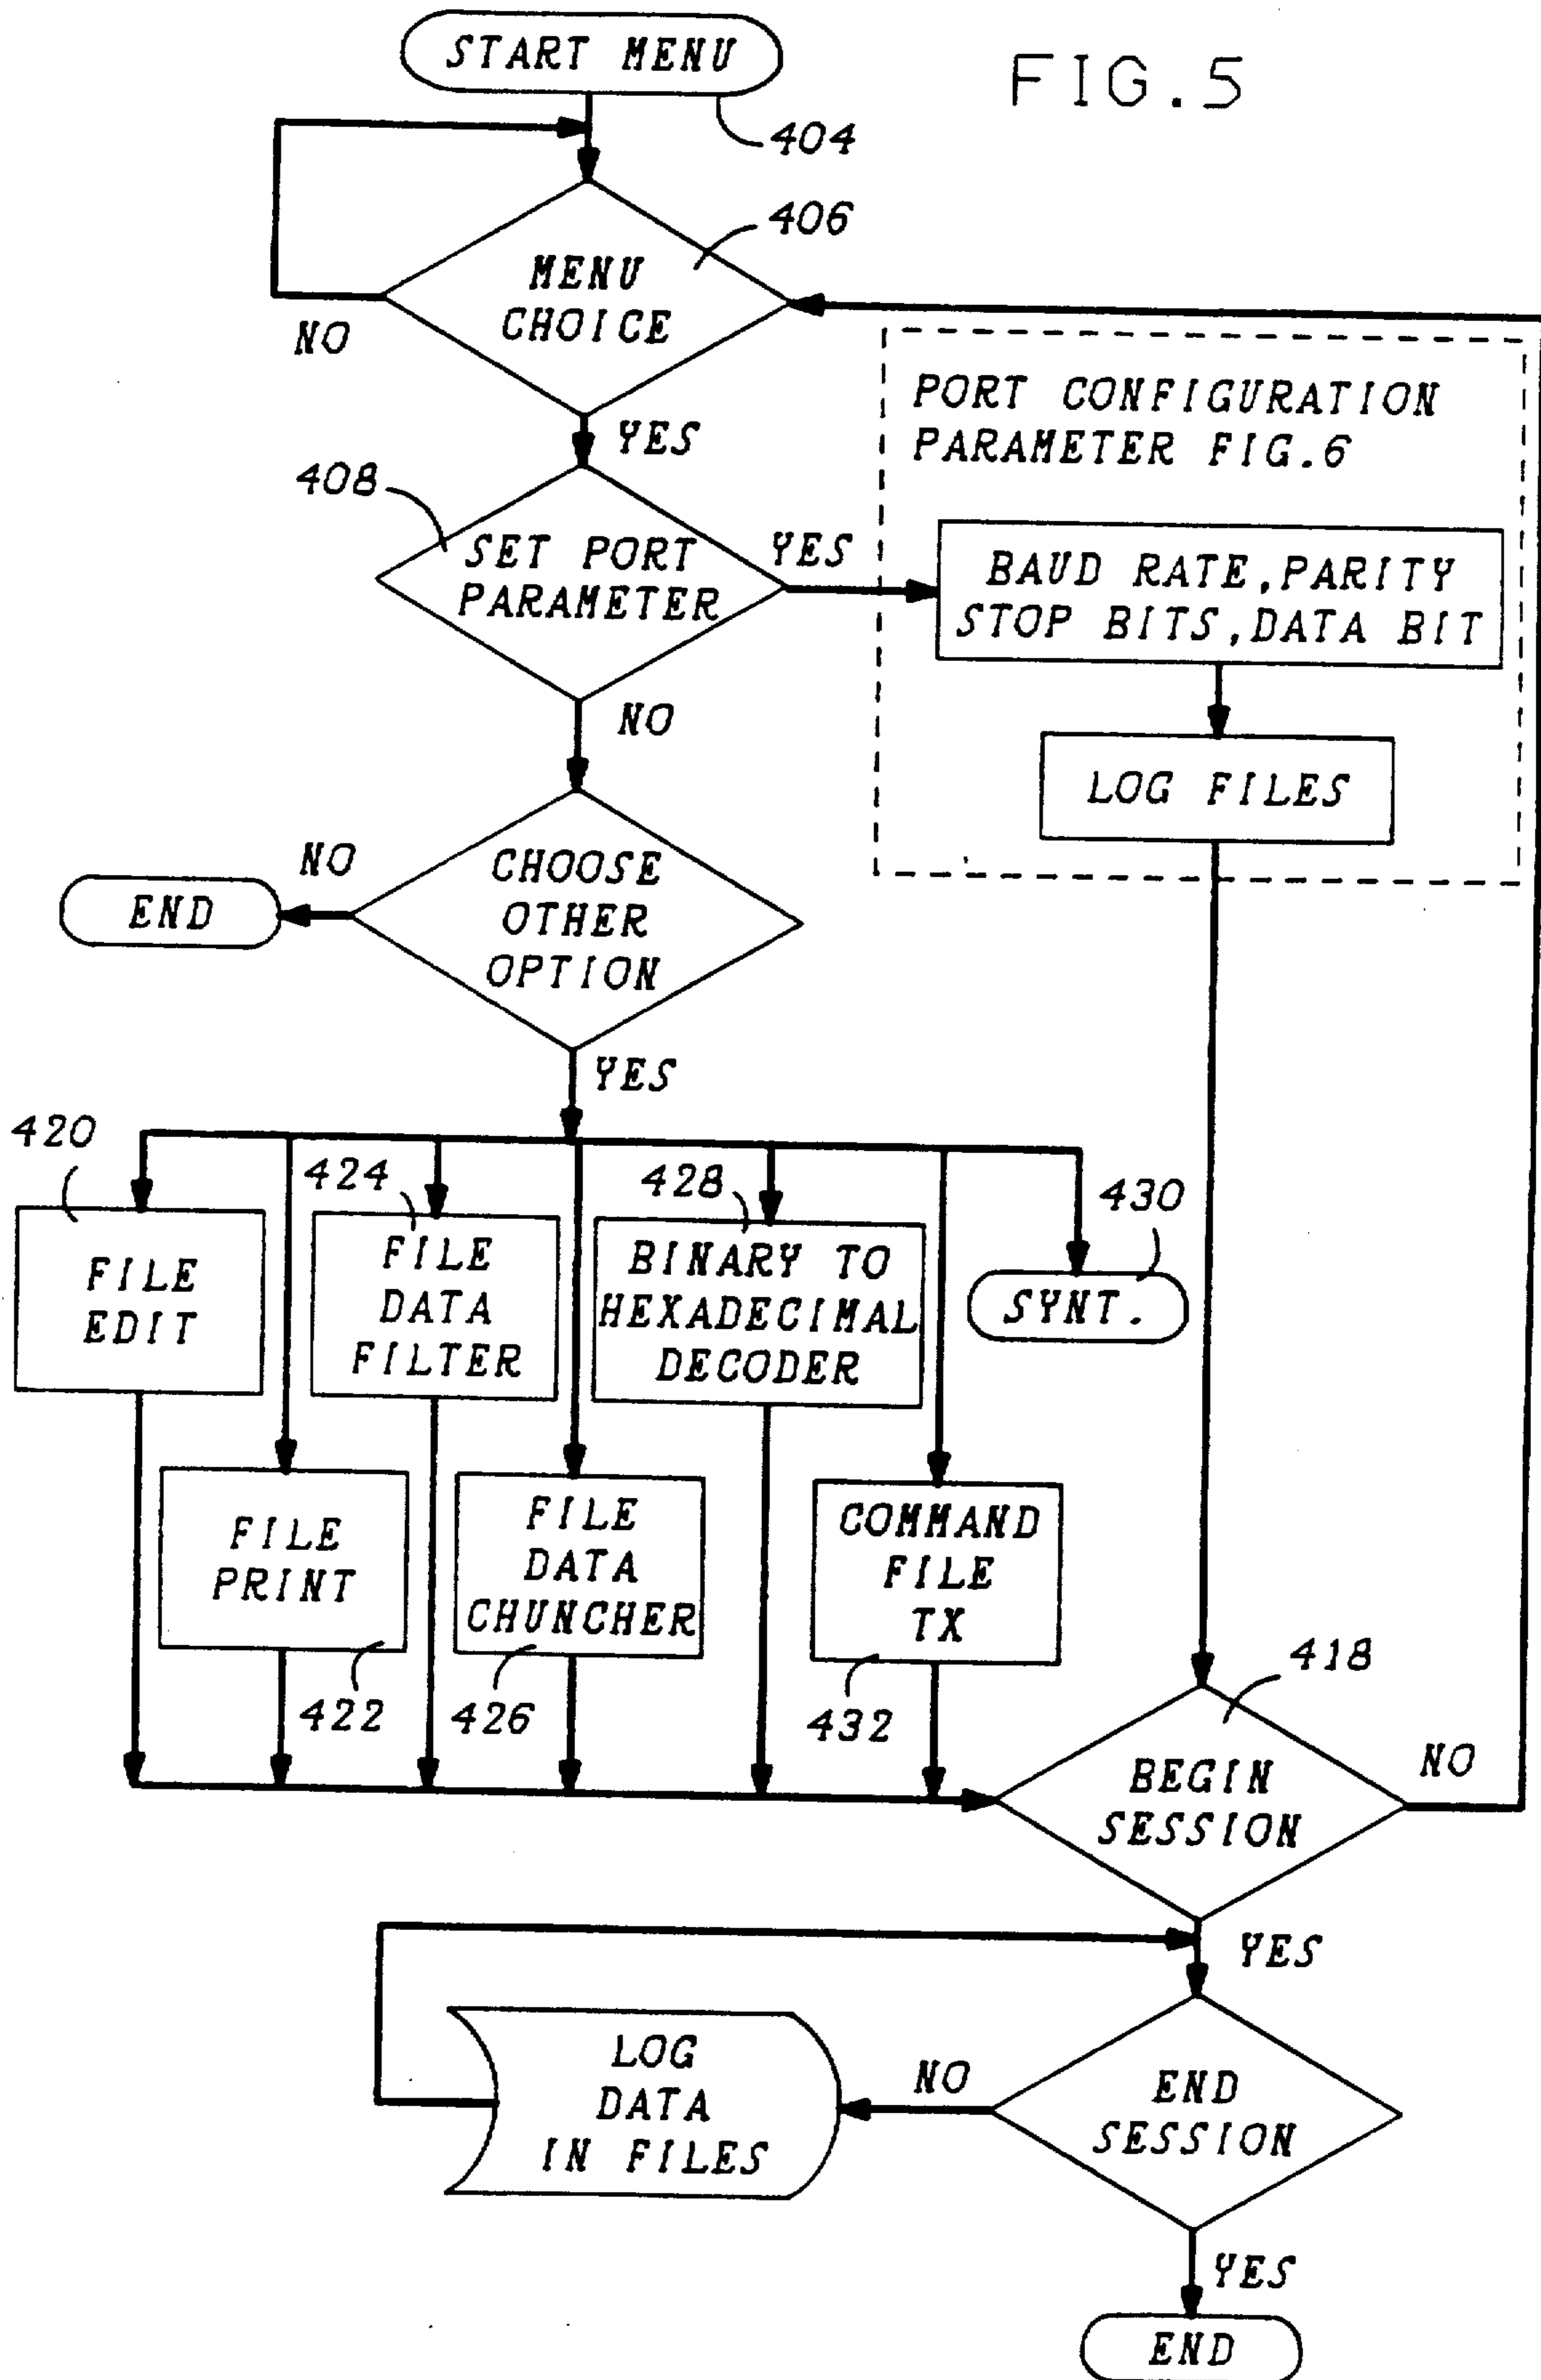 START MENU
FIG.5
404
406
MENU
CHOICE
NO
PORT CONFIGURATION
PARAMETER FIG.6
YES
408
SET PORT
PARAMETER
YES
BAUD RATE,PARITY
STOP BITS,DATA BIT
NO
LOG FILES
NO
CHOOSE
OTHER
OPTION
END
YES
420
424
428
430
FILE
EDIT
FILE
DATA
FILTER
BINARY TO
HEXADECIMAL
DECODER
SYNT.
FILE
PRINT
FILE
DATA
CHUNCHER
COMMAND
FILE
TX
422
426
432
418
BEGIN
SESSION
NO
YES
LOG
DATA
IN FILES
NO
END
SESSION
YES
END